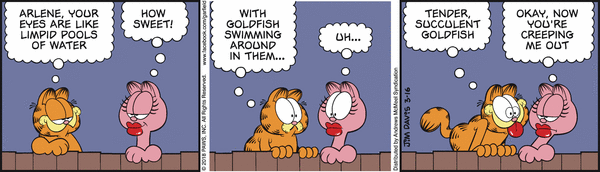 ARLENE, YOUR
EYES ARE LIKE
LIMPID POOLS
OF WATER
HOW
SWEET!
© 2016 PAWS, INC. All Rights Reserved.
www.facebook.com/garfield
WITH
GOLDFISH
SWIMMING
AROUND
IN THEM...
UH...
Distributed by Andrews McMeel Syndication
TENDER,
SUCCULENT
GOLDFISH
OKAY, NOW
YOU'RE
CREEPING
ME OUT
JIM DAVIS 3-16